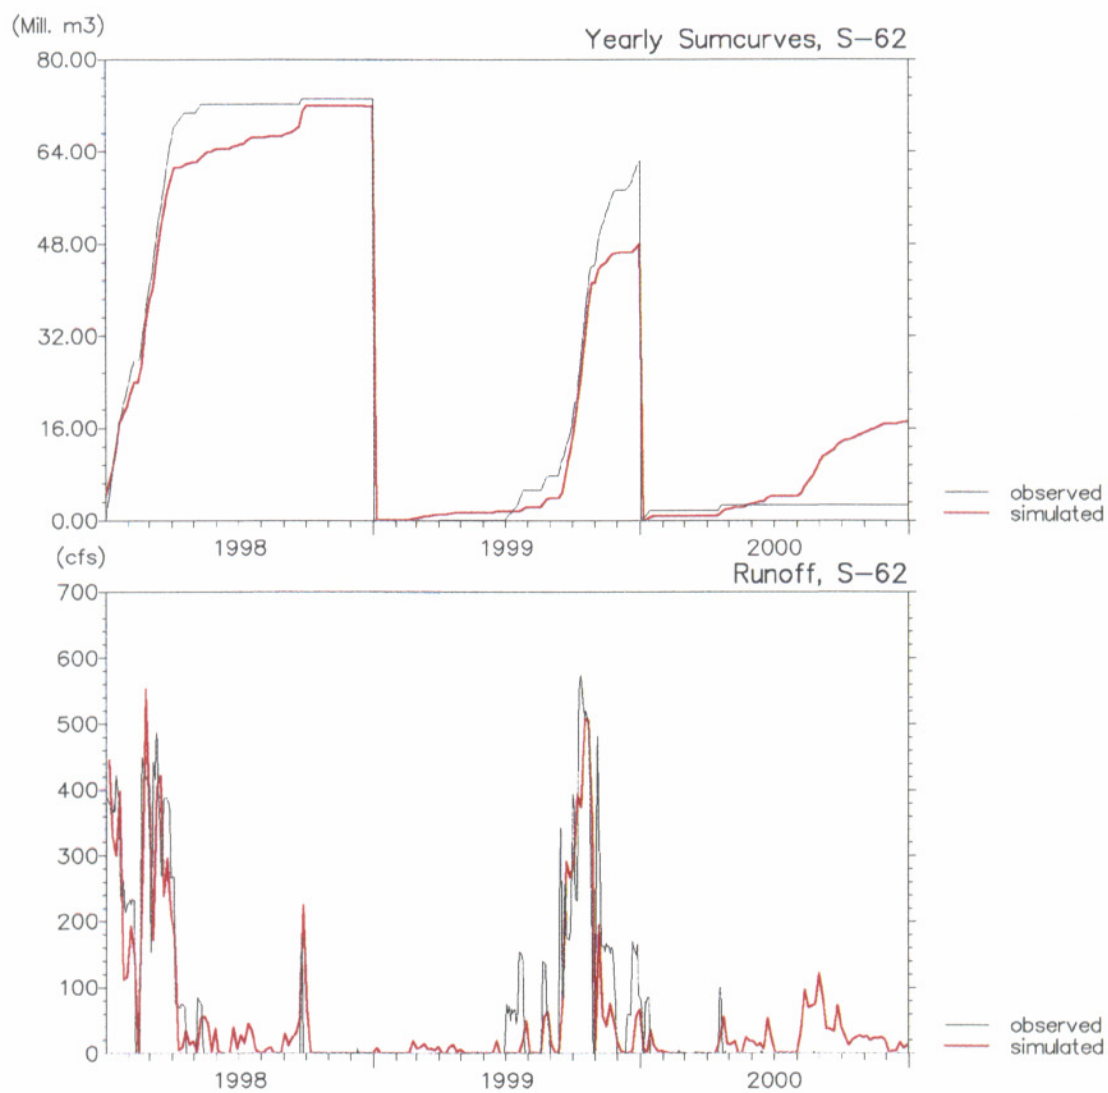 (Mill. m3)
Yearly Sumcurves, S-62
80.00
64.00
48.00
32.00
16.00
0.00
1998
1999
2000
observed
simulated
(cfs)
Runoff, S-62
700
600
500
400
300
200
100
0
1998
1999
2000
observed
simulated